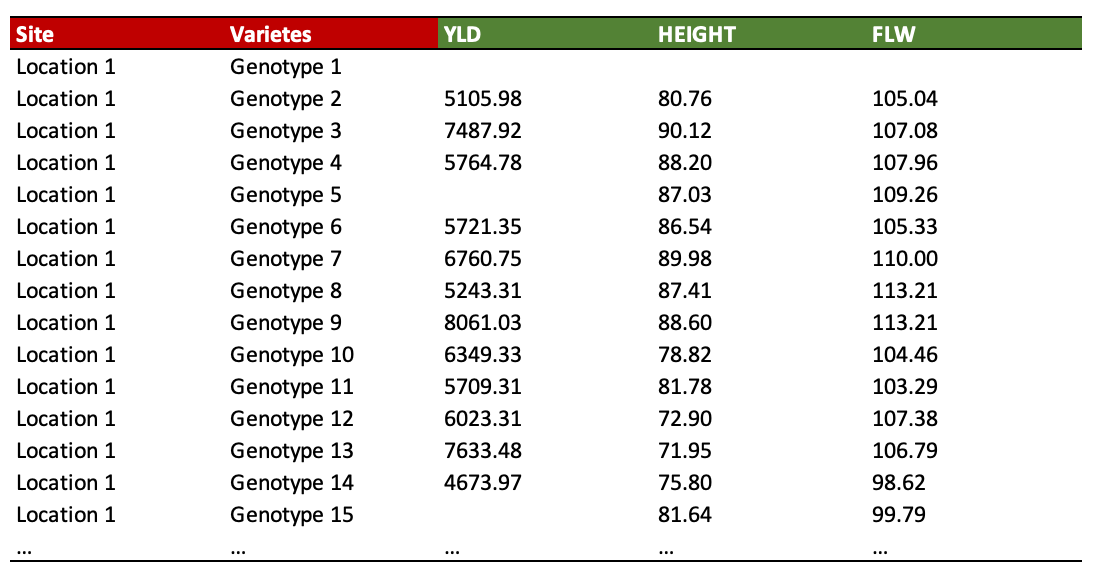 Site Varietes YLD HEIGHT FLW
Location 1 Genotype 1
Location 1 Genotype 2 5105.98 80.76 105.04
Location 1 Genotype 3 7487.92 90.12 107.08
Location 1 Genotype 4 5764.78 88.20 107.96
Location 1 Genotype 5 87.03 109.26
Location 1 Genotype 6 5721.35 86.54 105.33
Location 1 Genotype 7 6760.75 89.98 110.00
Location 1 Genotype 8 5243.31 87.41 113.21
Location 1 Genotype 9 8061.03 88.60 113.21
Location 1 Genotype 10 6349.33 78.82 104.46
Location 1 Genotype 11 5709.31 81.78 103.29
Location 1 Genotype 12 6023.31 72.90 107.38
Location 1 Genotype 13 7633.48 71.95 106.79
Location 1 Genotype 14 4673.97 75.80 98.62
Location 1 Genotype 15 81.64 99.79
... ... ... ... ...